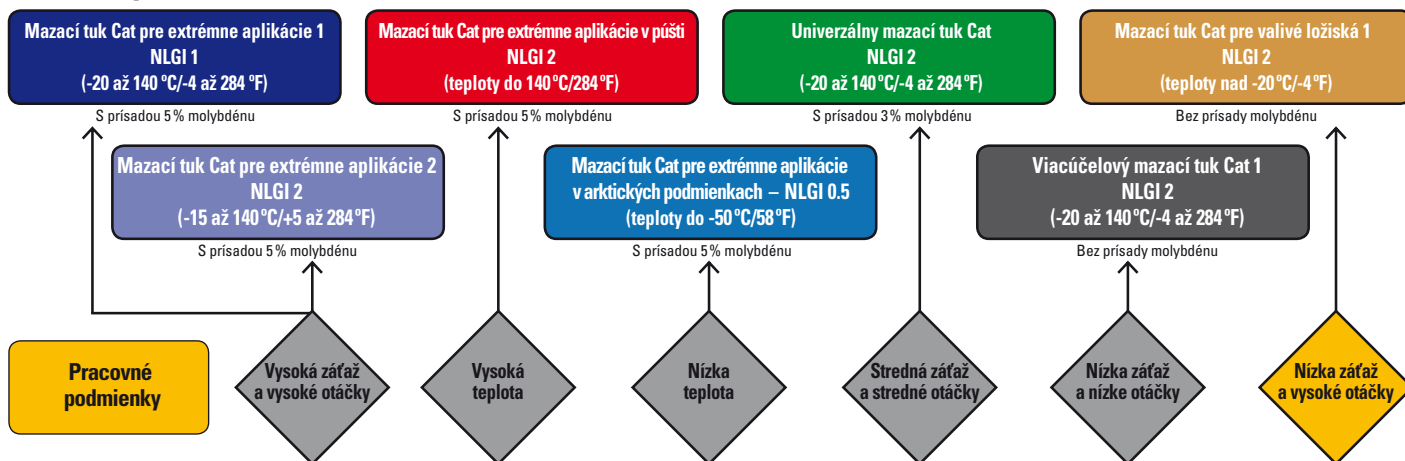 Mazací tuk Cat pre extrémne aplikácie 1
NLGI 1
(-20 až 140 °C/-4 až 284 °F)
S prísadou 5 % molybdénu
Mazací tuk Cat pre extrémne aplikácie v púšti
NLGI 2
(teploty do 140 °C/284 °F)
S prísadou 5 % molybdénu
Univerzálny mazací tuk Cat
NLGI 2
(-20 až 140 °C/-4 až 284 °F)
S prísadou 3 % molybdénu
Mazací tuk Cat pre valivé ložiská 1
NLGI 2
(teploty nad -20 °C/-4 °F)
Bez prísady molybdénu
Mazací tuk Cat pre extrémne aplikácie 2
NLGI 2
(-15 až 140 °C/+5 až 284 °F)
S prísadou 5 % molybdénu
Mazací tuk Cat pre extrémne aplikácie
v arktických podmienkach – NLGI 0.5
(teploty do -50 °C/58 °F)
S prísadou 5 % molybdénu
Viacúčelový mazací tuk Cat 1
NLGI 2
(-20 až 140 °C/-4 až 284 °F)
Bez prísady molybdénu
Pracovné
podmienky
Vysoká záťaž
a vysoké otáčky
Vysoká
teplota
Nízka
teplota
Stredná záťaž
a stredné otáčky
Nízka záťaž
a nízke otáčky
Nízka záťaž
a vysoké otáčky